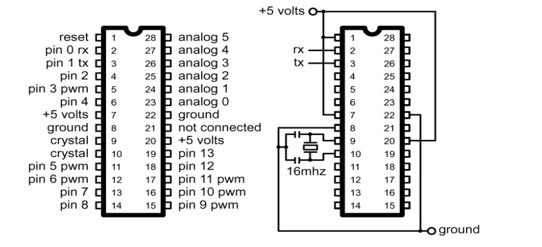 +5 volts
reset 1 28 analog 5
pin 0 rx 2 27 analog 4
pin 1 tx 3 26 analog 3
pin 2 4 25 analog 2
pin 3 pwm 5 24 analog 1
pin 4 6 23 analog 0
+5 volts 7 22 ground
ground 8 21 not connected
crystal 9 20 +5 volts
crystal 10 19 pin 13
pin 5 pwm 11 18 pin 12
pin 6 pwm 12 17 pin 11 pwm
pin 7 13 16 pin 10 pwm
pin 8 14 15 pin 9 pwm
1 28
rx 2 27
tx 3 26
4 25
5 24
6 23
7 22
8 21
9 20
10 19
16mhz 11 18
12 17
13 16
14 15
ground